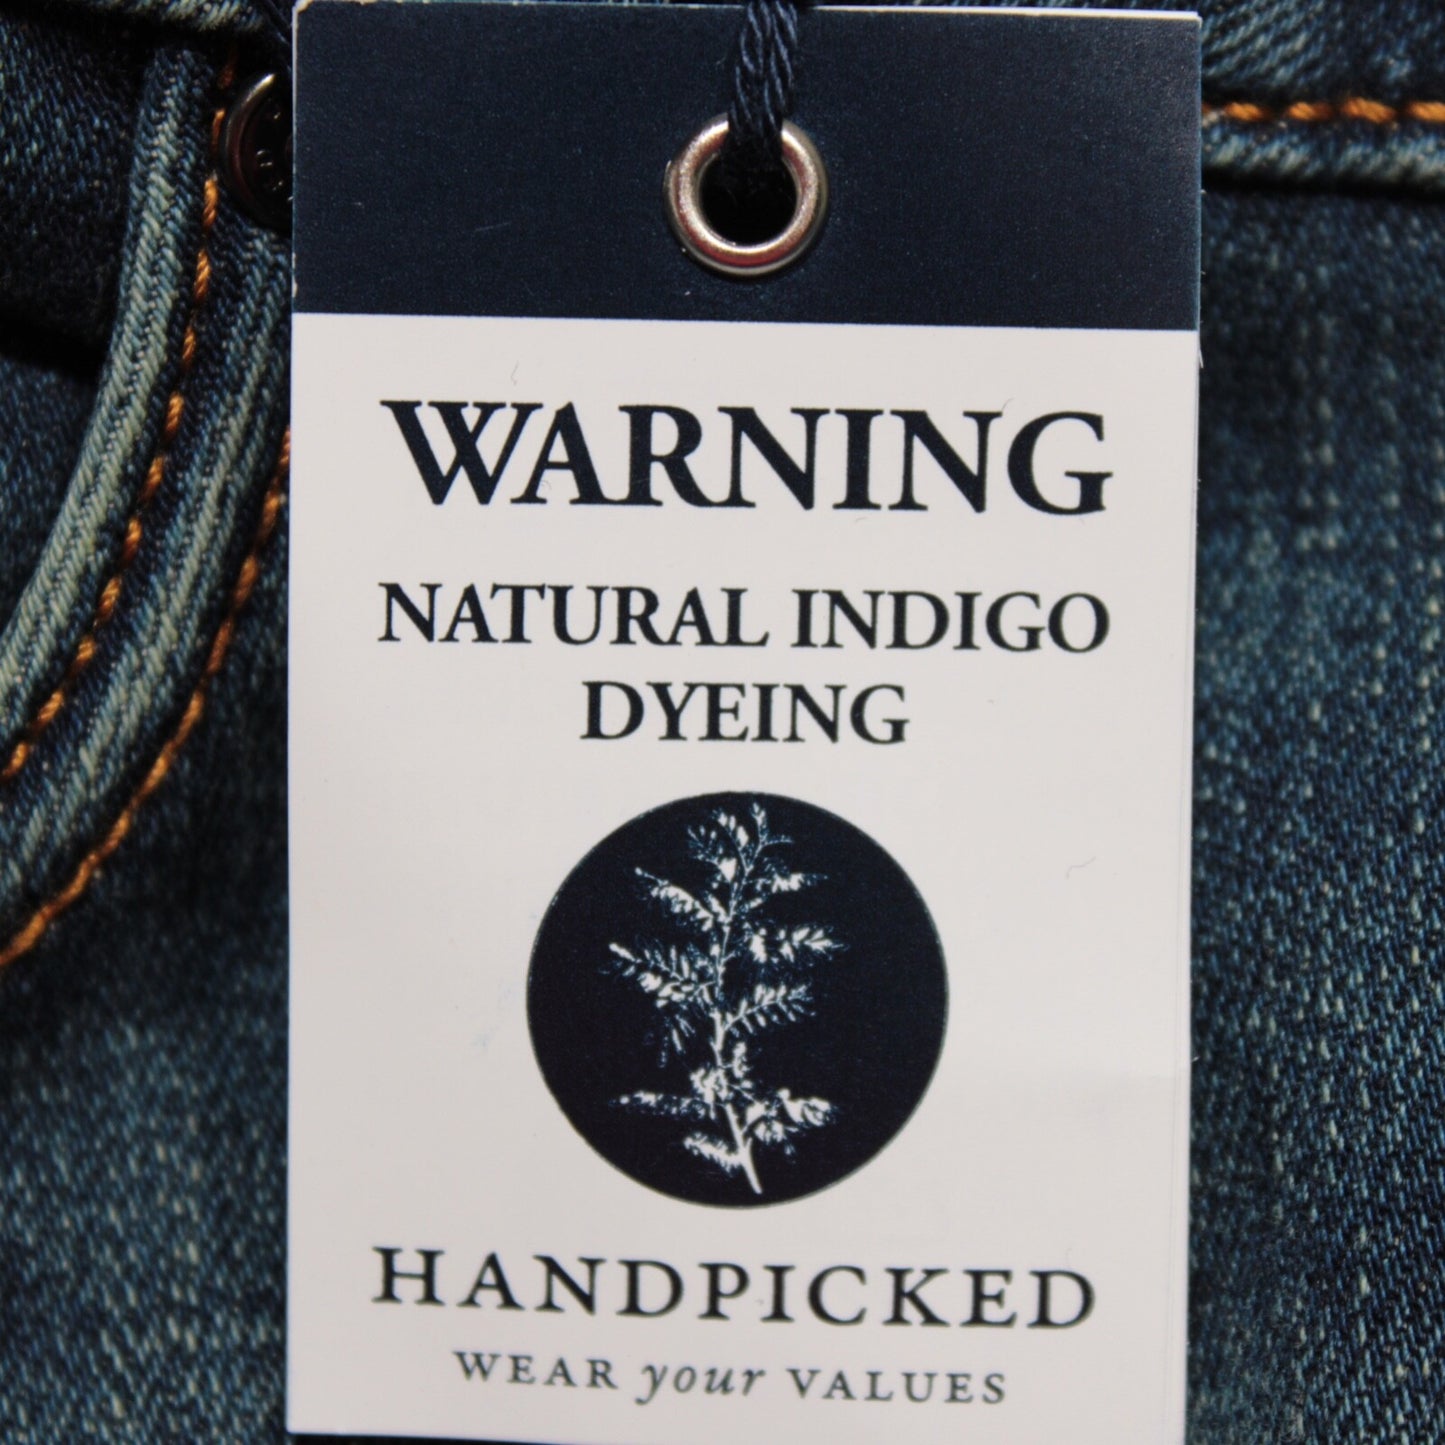 WARNING
NATURAL INDIGO
DYEING
HANDPICKED
WEAR your VALUES